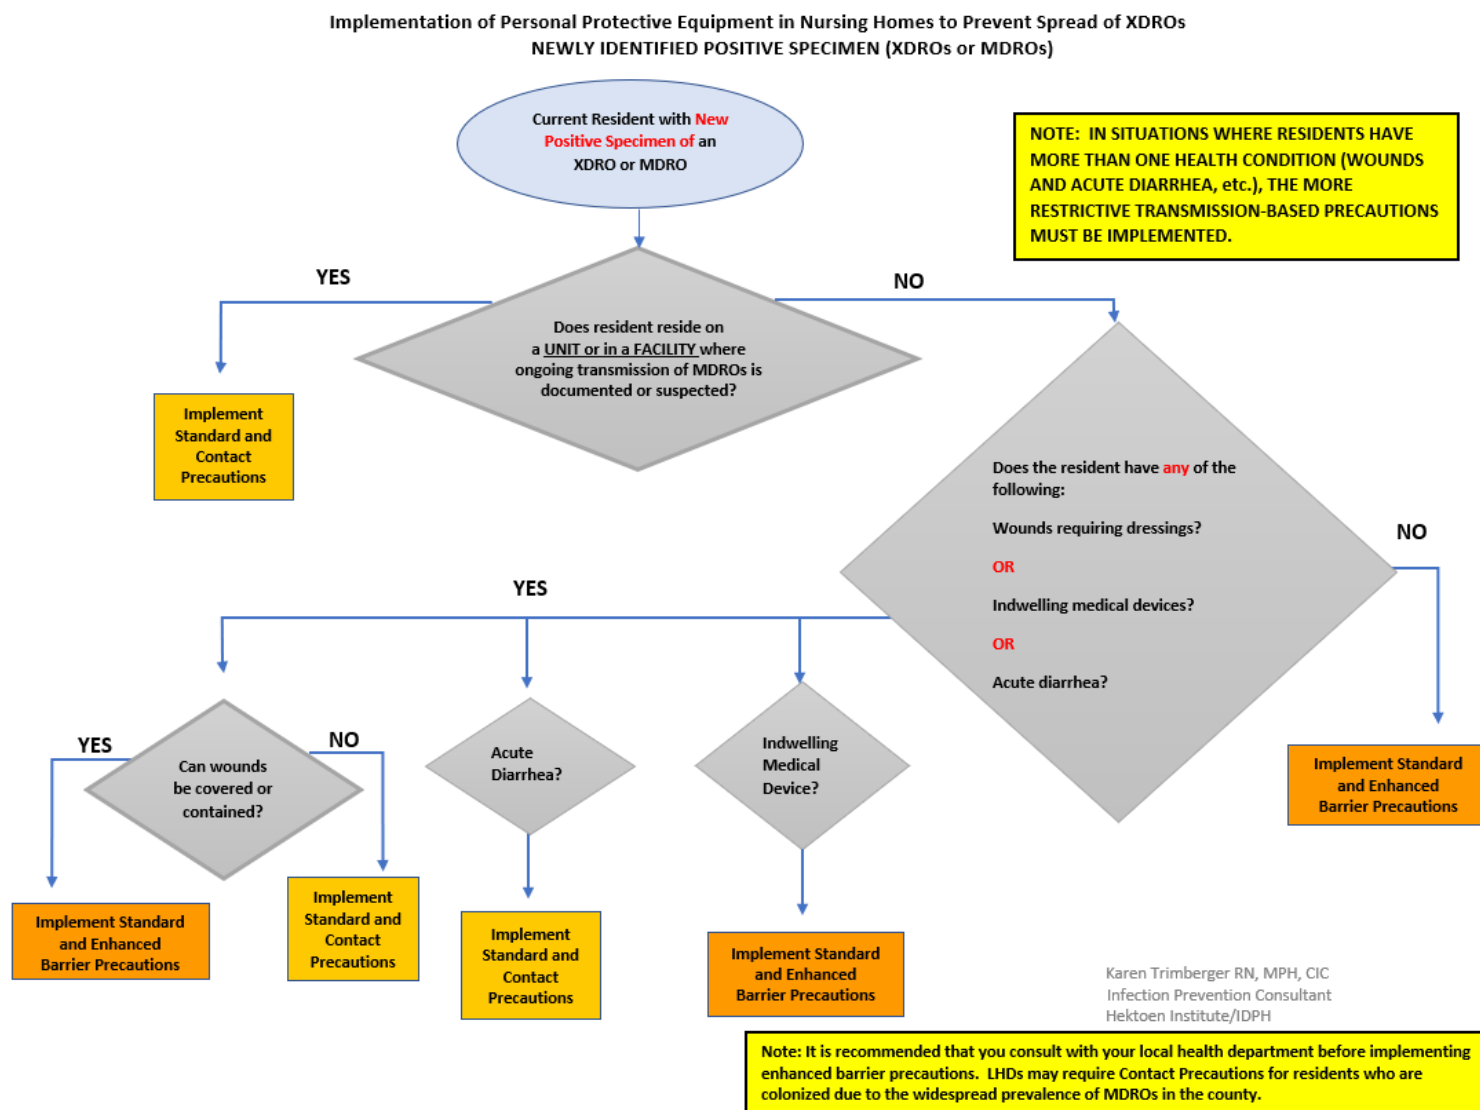 Implementation of Personal Protective Equipment in Nursing Homes to Prevent Spread of XDROs
NEWLY IDENTIFIED POSITIVE SPECIMEN (XDROs or MDROs)
Current Resident with New
Positive Specimen of an
XDRO or MDRO
NOTE: IN SITUATIONS WHERE RESIDENTS HAVE
MORE THAN ONE HEALTH CONDITION (WOUNDS
AND ACUTE DIARRHEA, etc.), THE MORE
RESTRICTIVE TRANSMISSION-BASED PRECAUTIONS
MUST BE IMPLEMENTED.
YES
NO
Does resident reside on
a UNIT or in a FACILITY where
ongoing transmission of MDROs is
documented or suspected?
Implement
Standard and
Contact
Precautions
Does the resident have any of the
following:
Wounds requiring dressings?
OR
Indwelling medical devices?
OR
Acute diarrhea?
NO
YES
Implement Standard
and Enhanced
Barrier Precautions
YES
NO
Can wounds
be covered or
contained?
Acute
Diarrhea?
Indwelling
Medical
Device?
Implement Standard
and Enhanced
Barrier Precautions
Implement
Standard and
Contact
Precautions
Implement
Standard and
Contact
Precautions
Implement Standard
and Enhanced
Barrier Precautions
Karen Trimberger RN, MPH, CIC
Infection Prevention Consultant
Hektoen Institute/IDPH
Note: It is recommended that you consult with your local health department before implementing
enhanced barrier precautions. LHDs may require Contact Precautions for residents who are
colonized due to the widespread prevalence of MDROs in the county.